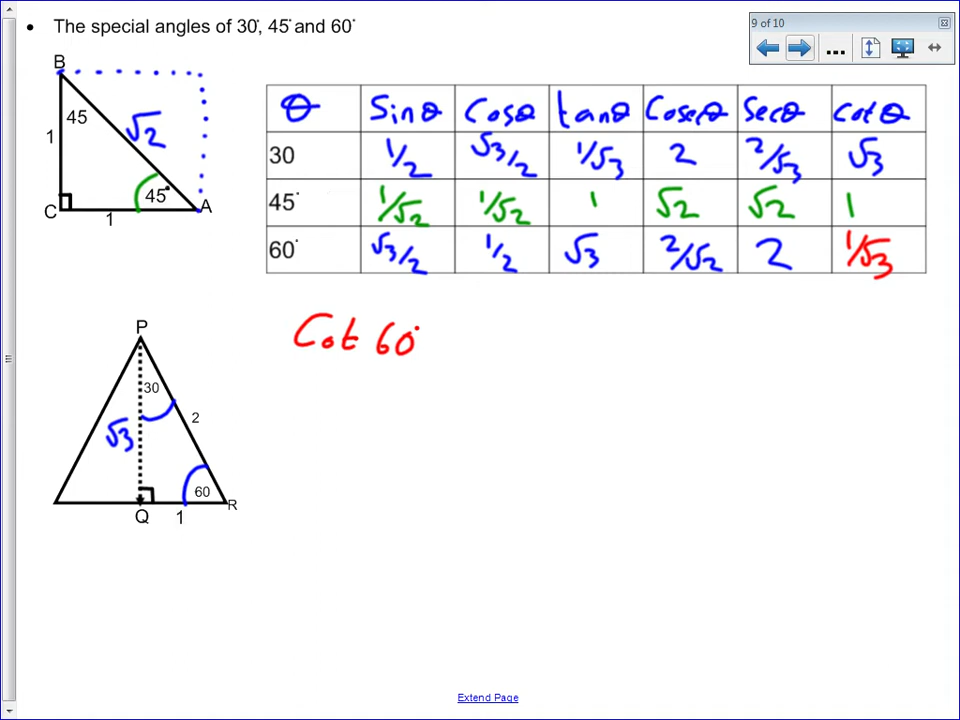 • The special angles of 30°, 45° and 60°
9 of 10
B
45
√2
1
45°
C
A
1
θ Sinθ Cosθ tanθ Cosecθ Secθ Cotθ
30 1/2 √3/2 1/√3 2 2/√3 √3
45° 1/√2 1/√2 1 √2 √2 1
60° √3/2 1/2 √3 2/√2 2 1/√3
Cot 60°
P
30
2
√3
60
R
Q
1
Extend Page